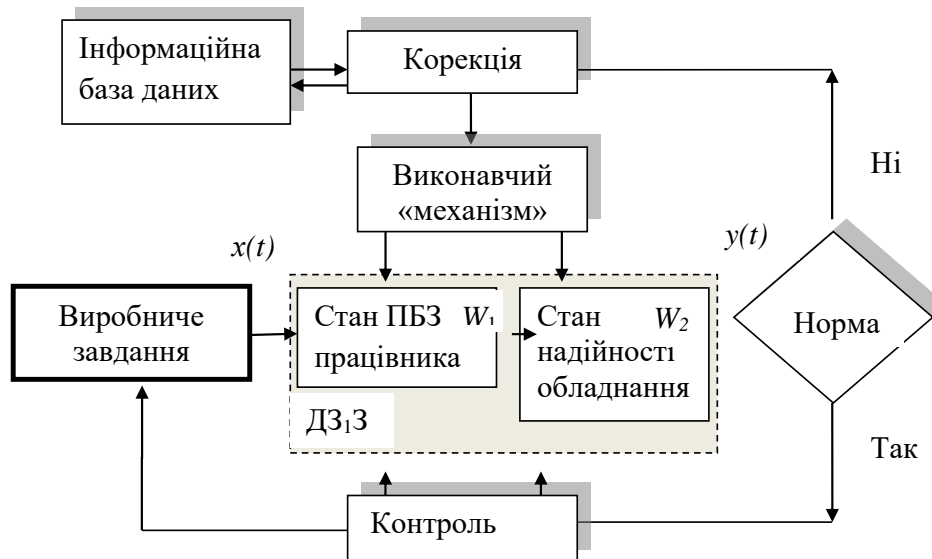 Інформаційна
база даних
Корекція
Виконавчий
«механізм»
Ні
x(t)
y(t)
Виробниче
завдання
Стан ПБЗ W₁
працівника
Стан W₂
надійності
обладнання
Норма
ДЗ₁З
Так
Контроль